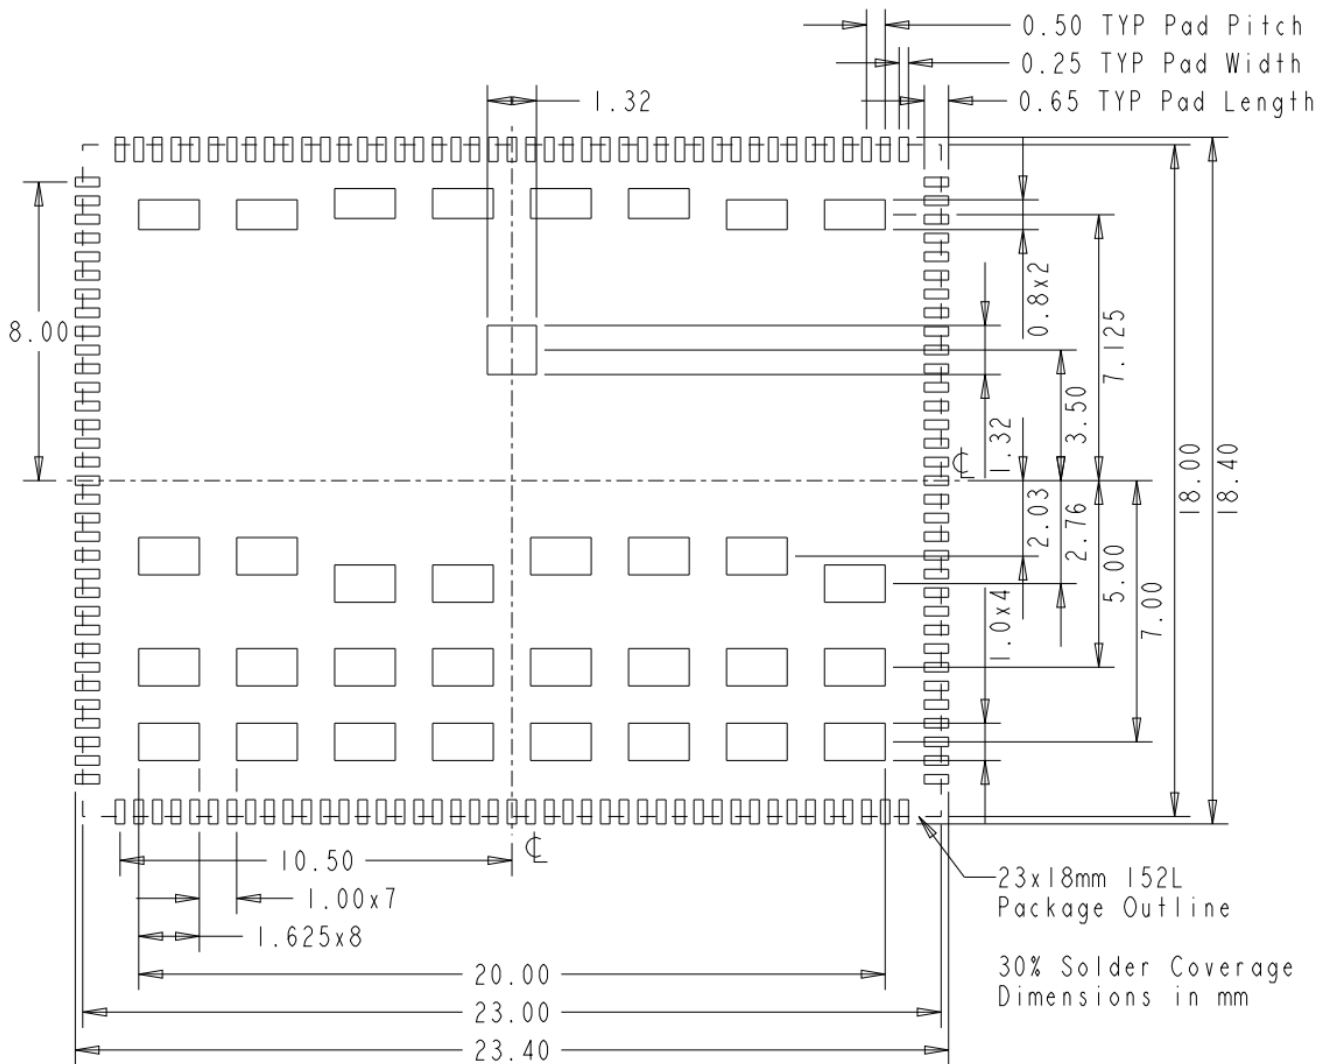 0.50 TYP Pad Pitch
0.25 TYP Pad Width
0.65 TYP Pad Length
1.32
8.00
0.8x2
7.125
3.50
1.32
18.00
18.40
2.03
2.76
5.00
7.00
1.0x4
10.50
1.00x7
1.625x8
20.00
23.00
23.40
23x18mm 152L
Package Outline
30% Solder Coverage
Dimensions in mm